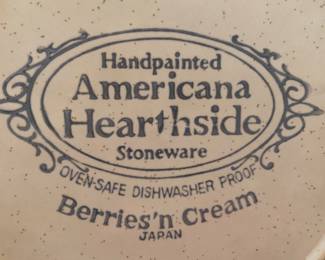 Handpainted
Americana
Hearthside
Stoneware
OVEN-SAFE DISHWASHER PROOF
Berries'n Cream
JAPAN